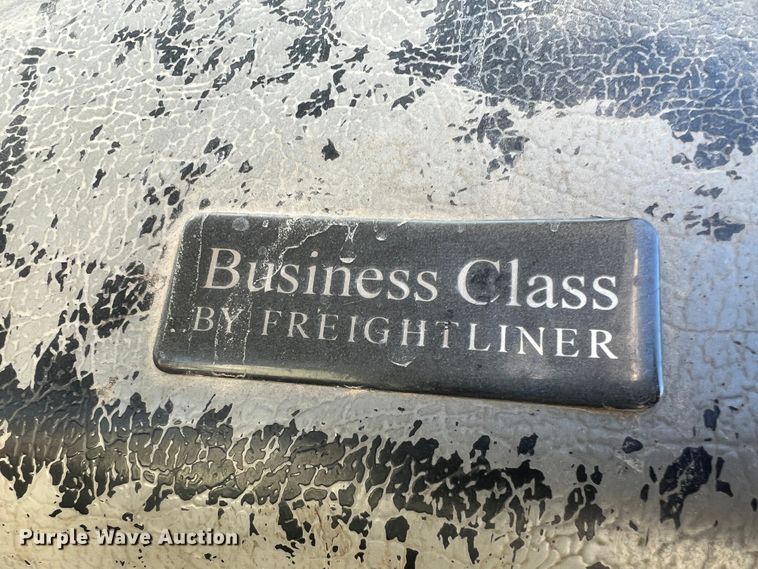 Business Class
BY FREIGHTLINER
Purple Wave Auction